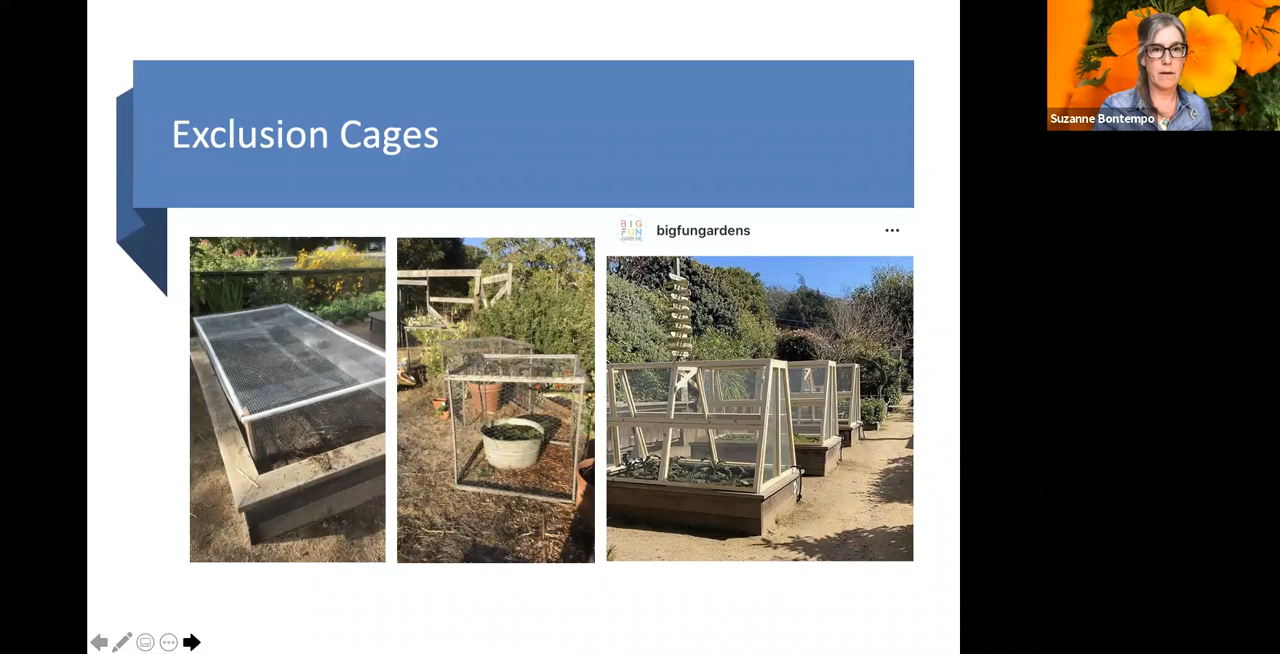 Exclusion Cages
BIG
FUN
bigfungardens
Suzanne Bontempo